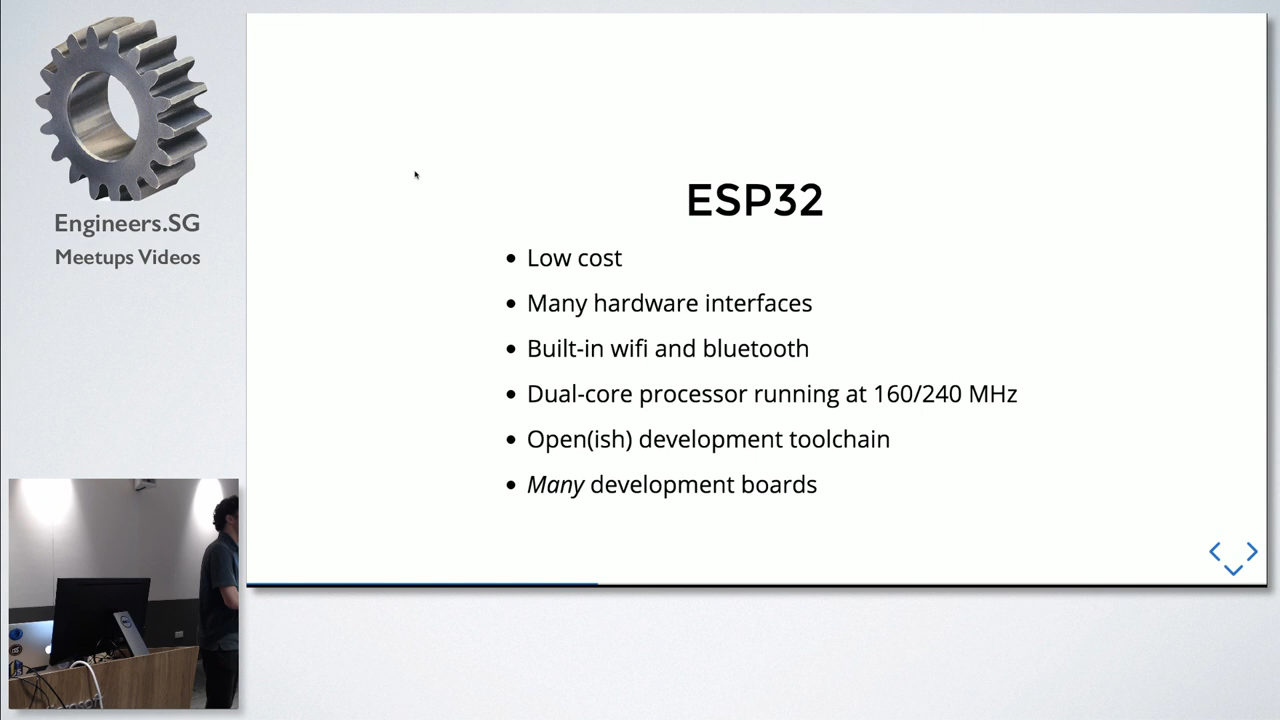 Engineers.SG
Meetups Videos
ESP32
Low cost
Many hardware interfaces
Built-in wifi and bluetooth
Dual-core processor running at 160/240 MHz
Open(ish) development toolchain
Many development boards